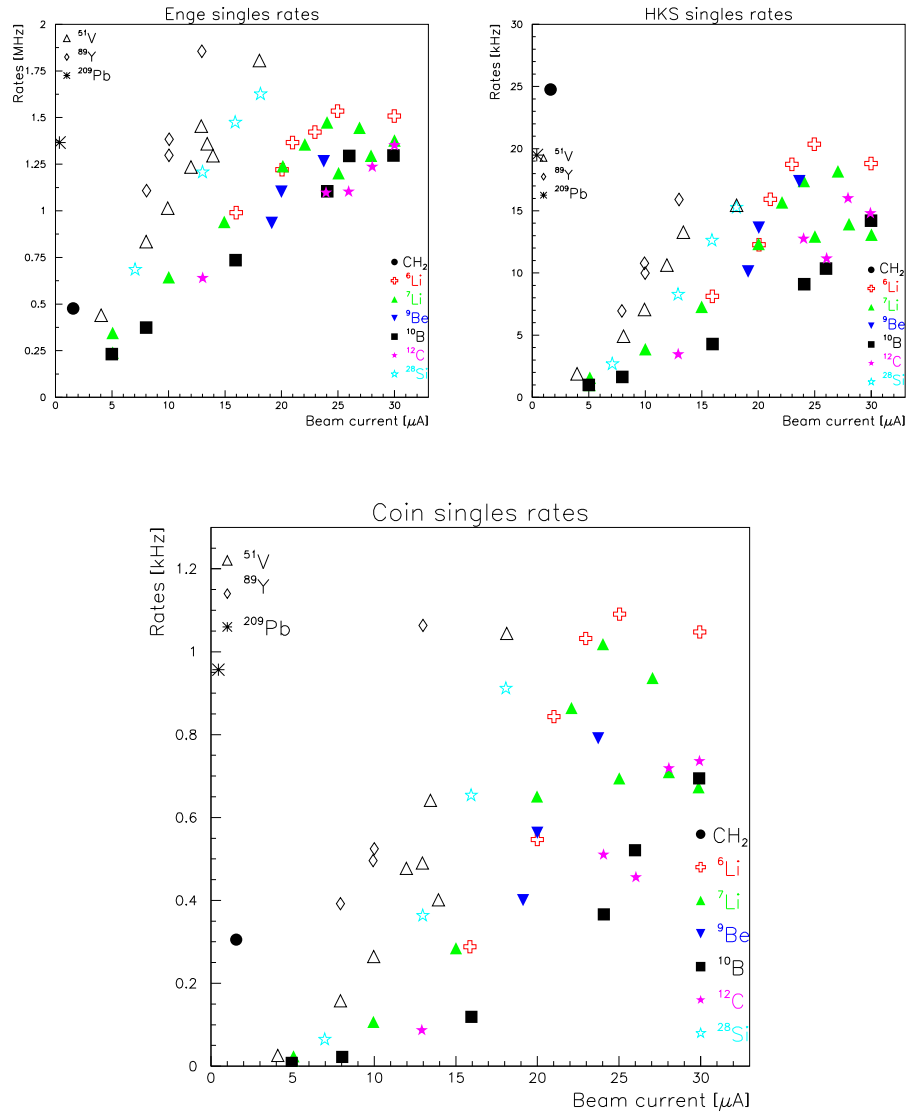 Enge singles rates
Rates [MHz]
2
1.75
1.5
1.25
1
0.75
0.5
0.25
0
⁵¹V
⁸⁹Y
²⁰⁹Pb
CH₂
⁶Li
⁷Li
⁹Be
¹⁰B
¹²C
²⁸Si
0 5 10 15 20 25 30
Beam current [μA]
HKS singles rates
Rates [kHz]
30
25
20
15
10
5
0
⁵¹V
⁸⁹Y
²⁰⁹Pb
CH₂
⁶Li
⁷Li
⁹Be
¹⁰B
¹²C
²⁸Si
0 5 10 15 20 25 30
Beam current [μA]
Coin singles rates
Rates [kHz]
1.2
1
0.8
0.6
0.4
0.2
0
⁵¹V
⁸⁹Y
²⁰⁹Pb
CH₂
⁶Li
⁷Li
⁹Be
¹⁰B
¹²C
²⁸Si
0 5 10 15 20 25 30
Beam current [μA]